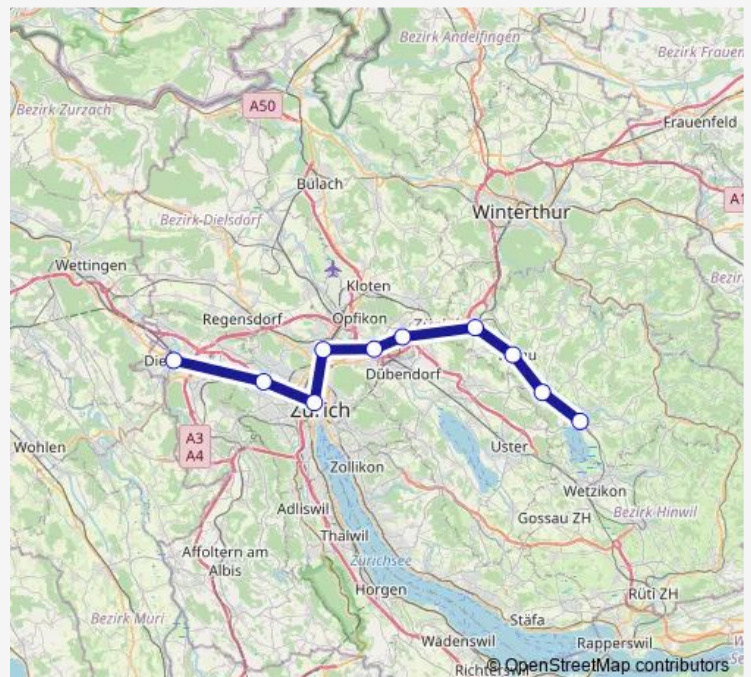 Bezirk Andelfingen
Bezirk Frauen
Bezirk Zurzach
A50
Frauenfeld
Bülach
A1
Winterthur
Bezirk Dielsdorf
Wettingen
Bezir
Kloten
Regensdorf
Opfikon
Die
Dübendorf
Zürich
A3
A4
Wohlen
Uster
Zollikon
Wetzikon
Adliswil
Gossau ZH
Bezirk Hinwil
Thalwil
Affoltern am
Albis
Zürichsee
Horgen
Rüti ZH
Bezirk Muri
Stäfa
Wädenswil
Rapperswil
Richterswil
© OpenStreetMap contributors